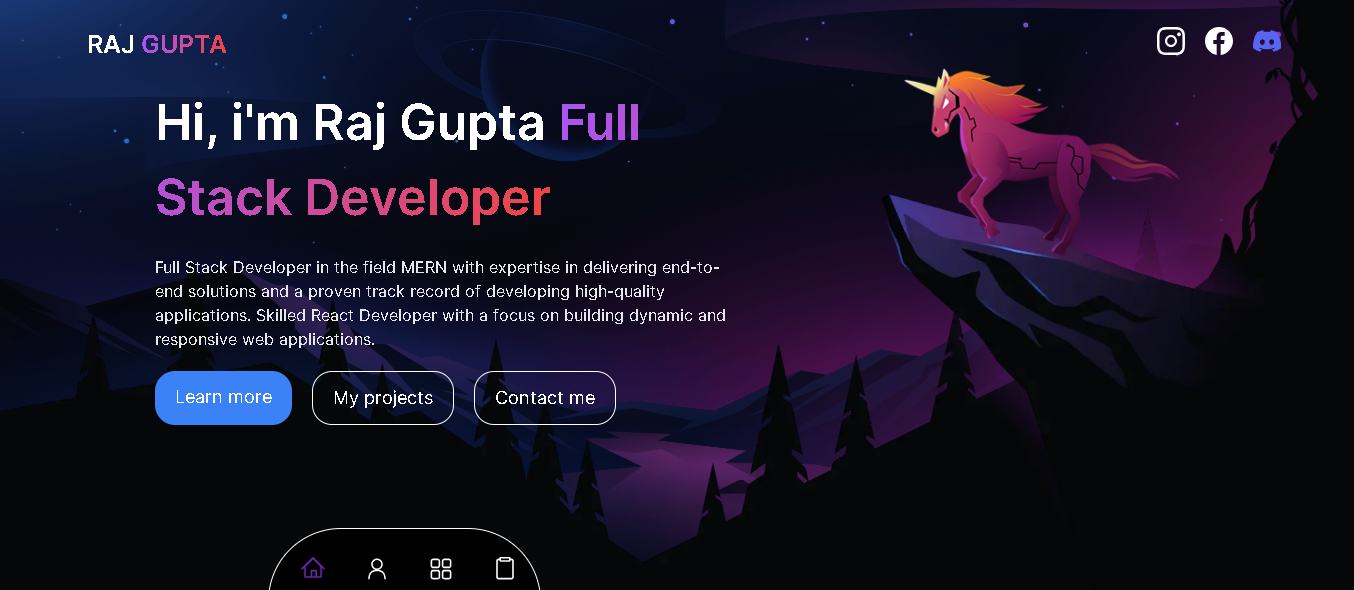 RAJ GUPTA
Hi, i'm Raj Gupta Full
Stack Developer
Full Stack Developer in the field MERN with expertise in delivering end-to-
end solutions and a proven track record of developing high-quality
applications. Skilled React Developer with a focus on building dynamic and
responsive web applications.
Learn more
My projects
Contact me